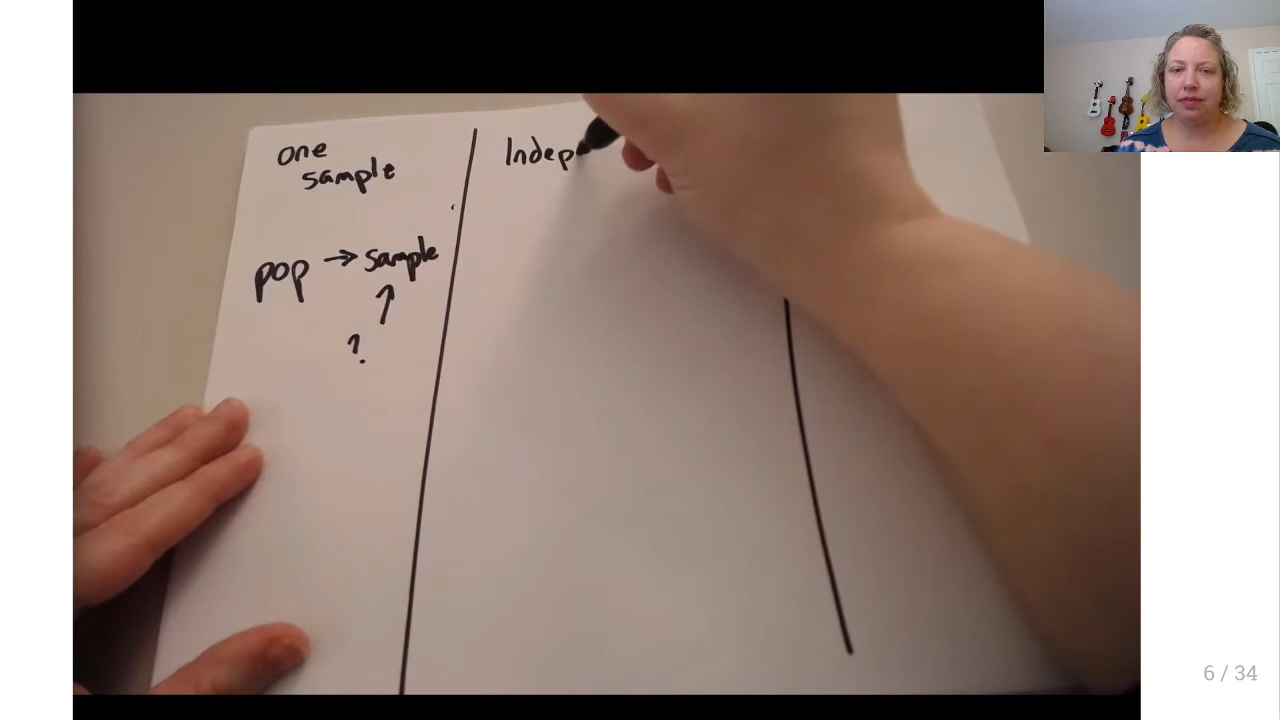 one
sample
pop → sample
↑
?
Indep
6 / 34